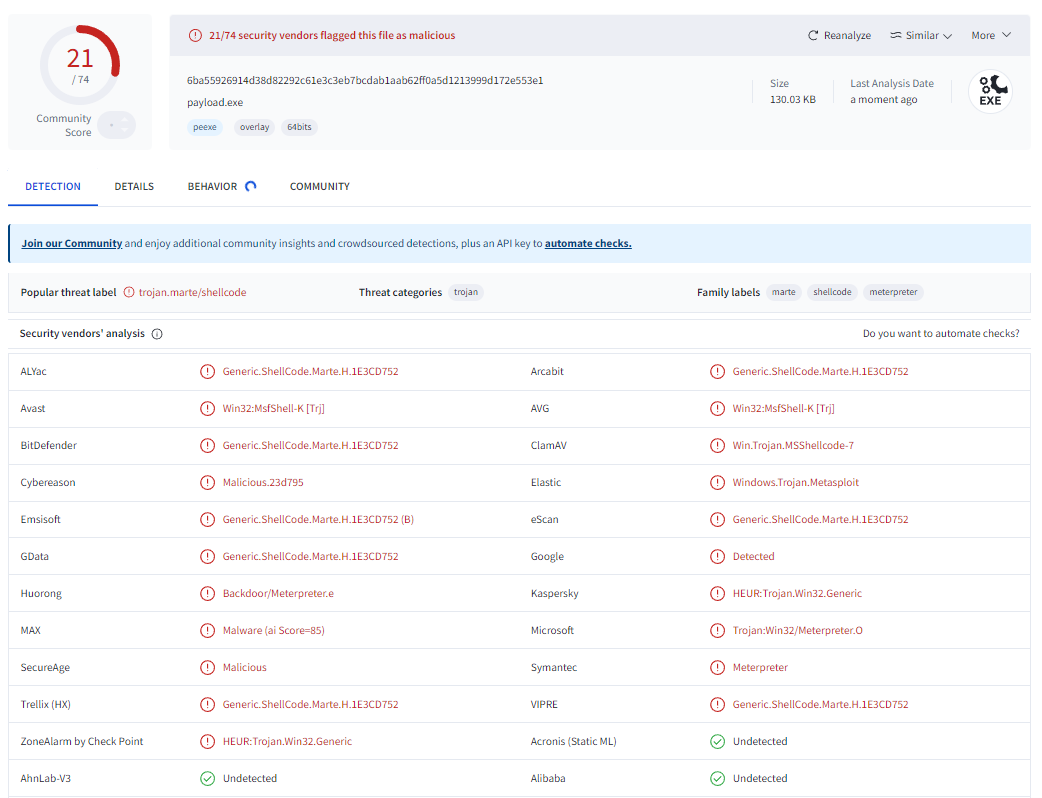 21
/ 74
Community
Score
21/74 security vendors flagged this file as malicious
Reanalyze
Similar
More
6ba55926914d38d82292c61e3c3eb7bcdab1aab62ff0a5d1213999d172e553e1
payload.exe
peexe overlay 64bits
Size
130.03 KB
Last Analysis Date
a moment ago
EXE
DETECTION DETAILS BEHAVIOR COMMUNITY
Join our Community and enjoy additional community insights and crowdsourced detections, plus an API key to automate checks.
Popular threat label trojan.marte/shellcode Threat categories trojan Family labels marte shellcode meterpreter
Security vendors' analysis Do you want to automate checks?
ALYac Generic.ShellCode.Marte.H.1E3CD752 Arcabit Generic.ShellCode.Marte.H.1E3CD752
Avast Win32:MsfShell-K [Trj] AVG Win32:MsfShell-K [Trj]
BitDefender Generic.ShellCode.Marte.H.1E3CD752 ClamAV Win.Trojan.MSShellcode-7
Cybereason Malicious.23d795 Elastic Windows.Trojan.Metasploit
Emsisoft Generic.ShellCode.Marte.H.1E3CD752 (B) eScan Generic.ShellCode.Marte.H.1E3CD752
GData Generic.ShellCode.Marte.H.1E3CD752 Google Detected
Huorong Backdoor/Meterpreter.e Kaspersky HEUR:Trojan.Win32.Generic
MAX Malware (ai Score=85) Microsoft Trojan:Win32/Meterpreter.O
SecureAge Malicious Symantec Meterpreter
Trellix (HX) Generic.ShellCode.Marte.H.1E3CD752 VIPRE Generic.ShellCode.Marte.H.1E3CD752
ZoneAlarm by Check Point HEUR:Trojan.Win32.Generic Acronis (Static ML) Undetected
AhnLab-V3 Undetected Alibaba Undetected